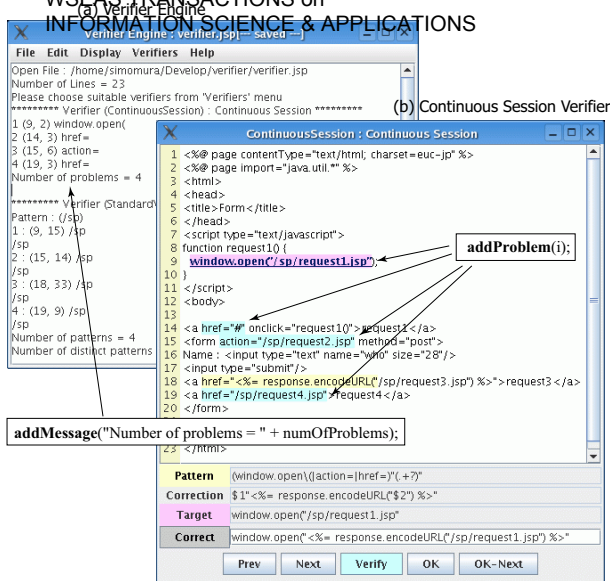 WSEAS TRANSACTIONS on
(a) Verifier Engine
INFORMATION SCIENCE & APPLICATIONS
Verifier Engine : verifier.jsp[-- saved --]
File Edit Display Verifiers Help
Open File : /home/simomura/Develop/verifier/verifier.jsp
Number of Lines = 23
Please choose suitable verifiers from 'Verifiers' menu
********* Verifier (ContinuousSession) : Continuous Session *********
1 (9, 2) window.open(
2 (14, 3) href=
3 (15, 6) action=
4 (19, 3) href=
Number of problems = 4
********* Verifier (Standard
Pattern : (/sp)
1 : (9, 15) /sp
/sp
2 : (15, 14) /sp
/sp
3 : (18, 33) /sp
/sp
4 : (19, 9) /sp
/sp
Number of patterns = 4
Number of distinct patterns
(b) Continuous Session Verifier
ContinuousSession : Continuous Session
1 <%@ page contentType="text/html; charset=euc-jp" %>
2 <%@ page import="java.util.*" %>
3 <html>
4 <head>
5 <title>Form</title>
6 </head>
7 <script type="text/javascript">
8 function request1() {
9 window.open("/sp/request1.jsp");
10 }
11 </script>
12 <body>
13
14 <a href="#" onclick="request1()">request1</a>
15 <form action="/sp/request2.jsp" method="post">
16 Name : <input type="text" name="who" size="28"/>
17 <input type="submit"/>
18 <a href="<%= response.encodeURL("/sp/request3.jsp") %>">request3</a>
19 <a href="/sp/request4.jsp">request4</a>
20 </form>
23 </html>
addProblem(i);
addMessage("Number of problems = " + numOfProblems);
Pattern (window.open\(|action=|href=)"(.+?)"
Correction $1"<%= response.encodeURL("$2") %>"
Target window.open("/sp/request1.jsp"
Correct window.open("<%= response.encodeURL("/sp/request1.jsp") %>"
Prev Next Verify OK OK-Next